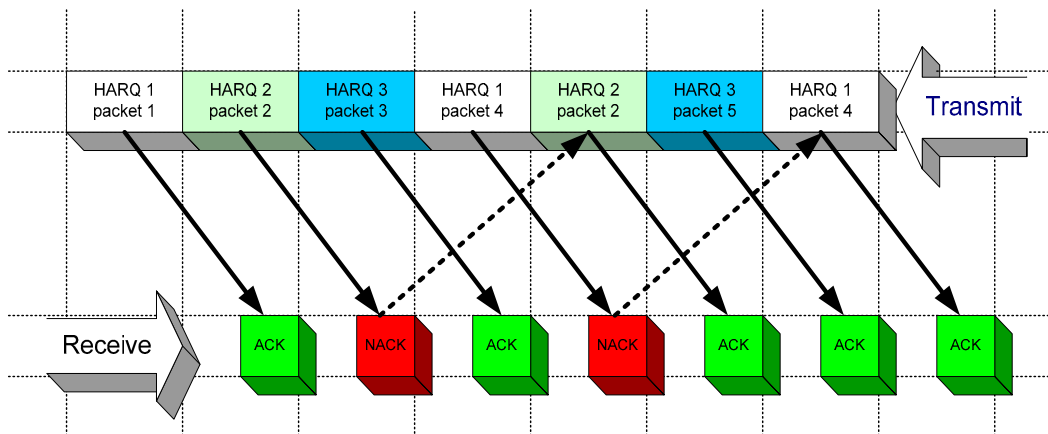 HARQ 1
packet 1
HARQ 2
packet 2
HARQ 3
packet 3
HARQ 1
packet 4
HARQ 2
packet 2
HARQ 3
packet 5
HARQ 1
packet 4
Transmit
Receive
ACK
NACK
ACK
NACK
ACK
ACK
ACK